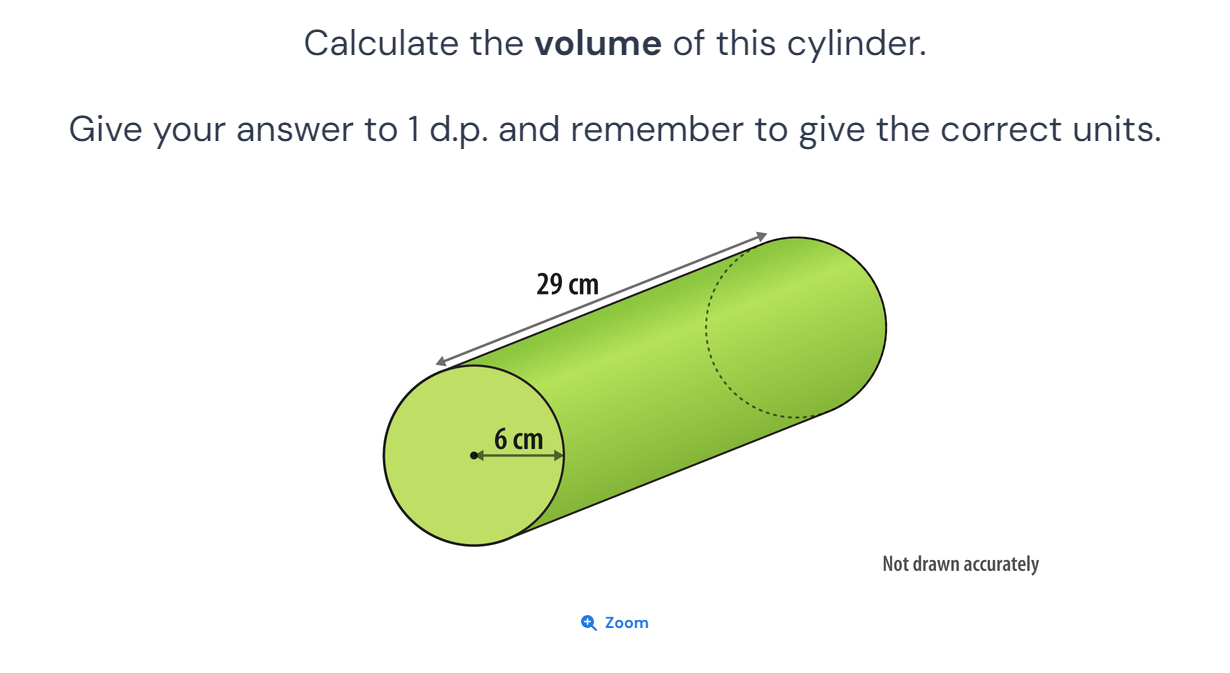 Calculate the volume of this cylinder.
Give your answer to 1 d.p. and remember to give the correct units.
29 cm
6 cm
Not drawn accurately
Zoom